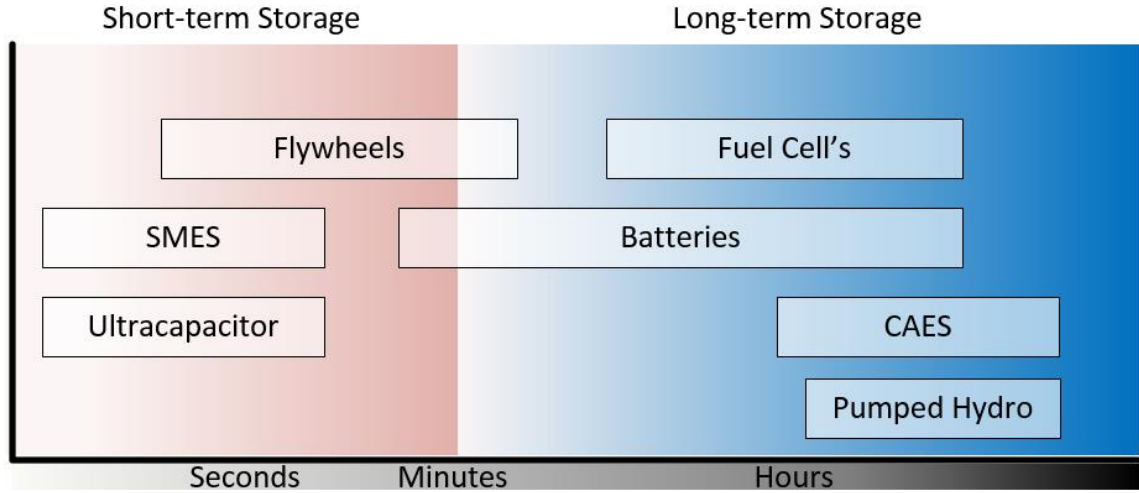 Short-term Storage
Long-term Storage
Flywheels
Fuel Cell's
SMES
Batteries
Ultracapacitor
CAES
Pumped Hydro
Seconds
Minutes
Hours